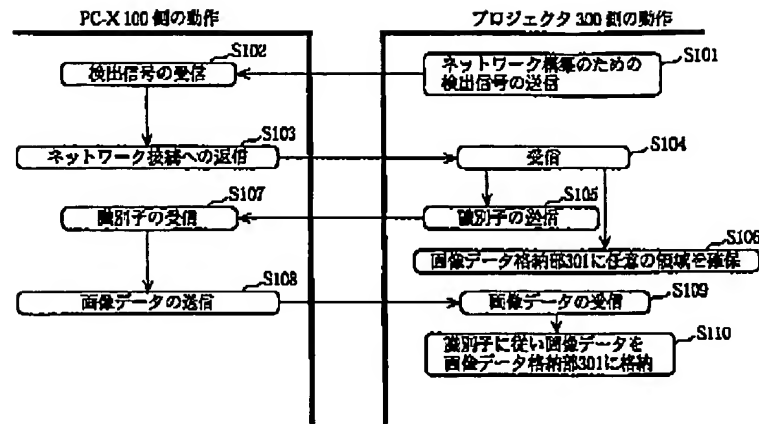 PC-X 100 側の動作
プロジェクタ 300 側の動作
S102
検出信号の受信
S101
ネットワーク構築のための
検出信号の送信
S103
ネットワーク接続への返信
S104
受信
S107
識別子の受信
S105
識別子の送信
S106
画像データ格納部301に任意の領域を確保
S108
画像データの送信
S109
画像データの受信
S110
識別子に従い画像データを
画像データ格納部301に格納